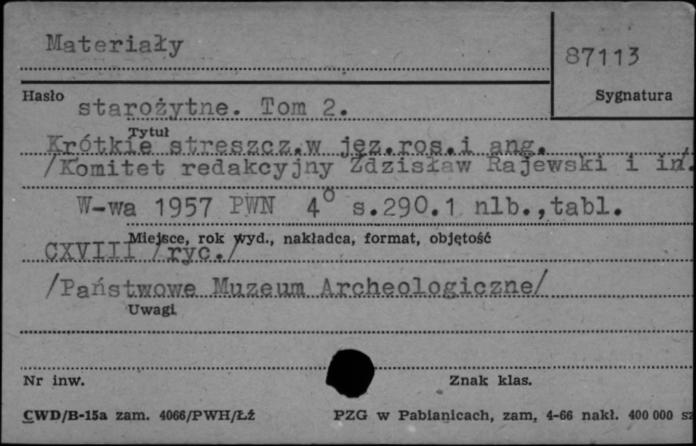 Materiały
87113
Hasło
Sygnatura
starożytne. Tom 2.
Tytuł
Krótkie streszcz.w jęz.ros.i ang.
/Komitet redakcyjny Zdzisław Rajewski i in.
W-wa 1957 PWN 4° s.290.1 nlb.,tabl.
Miejsce, rok wyd., nakładca, format, objętość
CXVIII /ryc./
/Państwowe Muzeum Archeologiczne/
Uwagi
Nr inw.
Znak klas.
CWD/B-15a zam. 4066/PWH/Łź
PZG w Pabianicach, zam, 4-66 nakł. 400 000 sz